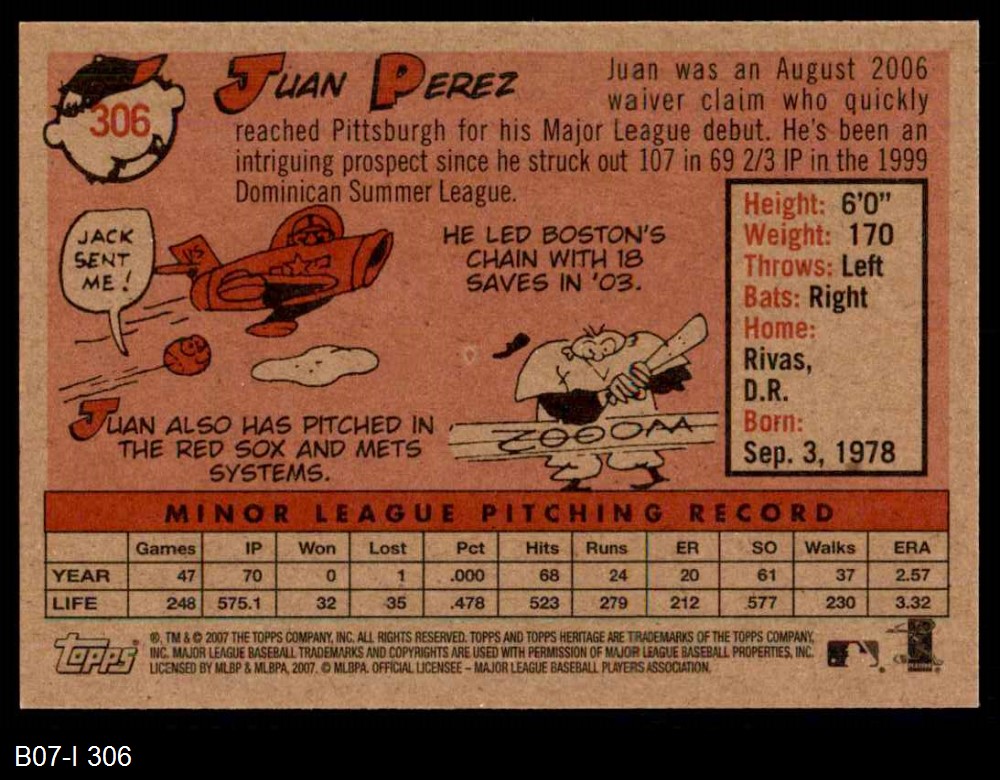 306
JUAN PEREZ
Juan was an August 2006
waiver claim who quickly
reached Pittsburgh for his Major League debut. He's been an
intriguing prospect since he struck out 107 in 69 2/3 IP in the 1999
Dominican Summer League.
JACK
SENT
ME!
US
HE LED BOSTON'S
CHAIN WITH 18
SAVES IN '03.
Height: 6'0"
Weight: 170
Throws: Left
Bats: Right
Home:
Rivas,
D.R.
Born:
Sep. 3, 1978
JUAN ALSO HAS PITCHED IN
THE RED SOX AND METS
SYSTEMS.
ZOOOM
MINOR LEAGUE PITCHING RECORD
Games IP Won Lost Pct Hits Runs ER SO Walks ERA
YEAR 47 70 0 1 .000 68 24 20 61 37 2.57
LIFE 248 575.1 32 35 .478 523 279 212 577 230 3.32
Topps
®, TM & © 2007 THE TOPPS COMPANY, INC. ALL RIGHTS RESERVED. TOPPS AND TOPPS HERITAGE ARE TRADEMARKS OF THE TOPPS COMPANY,
INC. MAJOR LEAGUE BASEBALL TRADEMARKS AND COPYRIGHTS ARE USED WITH PERMISSION OF MAJOR LEAGUE BASEBALL PROPERTIES, INC.
LICENSED BY MLBP & MLBPA, 2007. © MLBPA. OFFICIAL LICENSEE – MAJOR LEAGUE BASEBALL PLAYERS ASSOCIATION.
B07-I 306